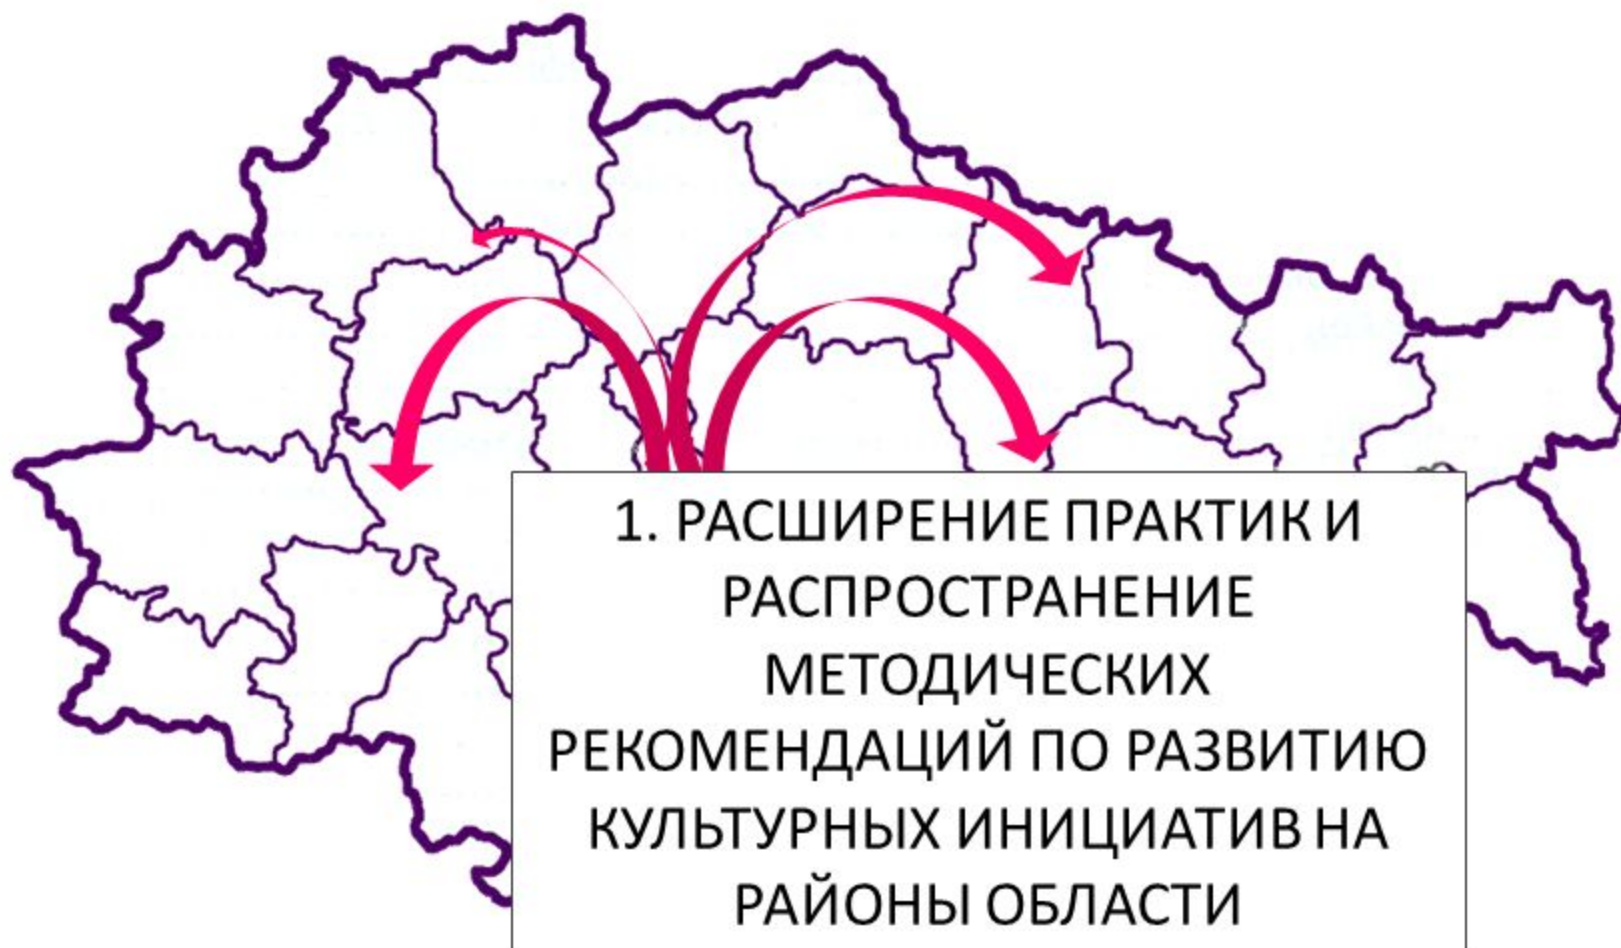 1. РАСШИРЕНИЕ ПРАКТИК И
РАСПРОСТРАНЕНИЕ
МЕТОДИЧЕСКИХ
РЕКОМЕНДАЦИЙ ПО РАЗВИТИЮ
КУЛЬТУРНЫХ ИНИЦИАТИВ НА
РАЙОНЫ ОБЛАСТИ